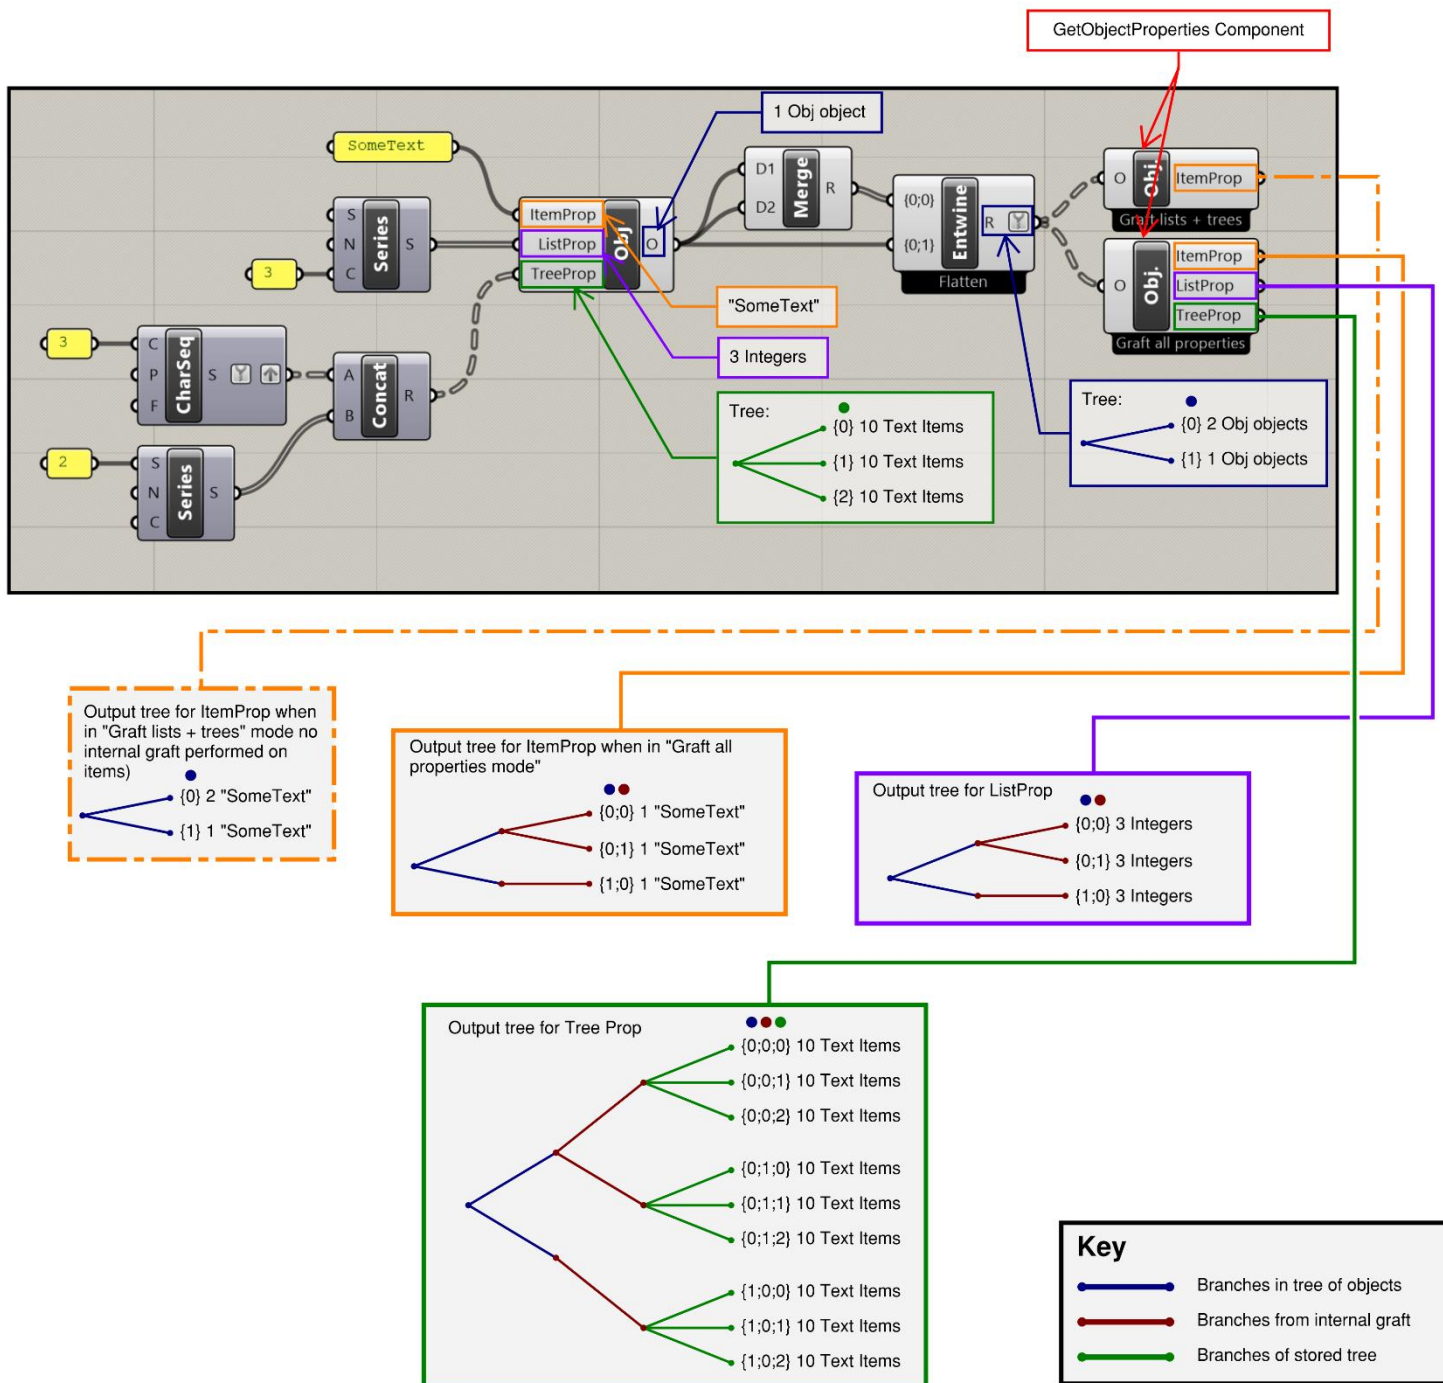 GetObjectProperties Component
1 Obj object
SomeText
S
N
C
Series
S
3
ItemProp
ListProp
TreeProp
Obj
O
D1
D2
Merge
R
{0;0}
{0;1}
Entwine
R
Flatten
O
Obj.
ItemProp
Graft lists + trees
O
Obj.
ItemProp
ListProp
TreeProp
Graft all properties
"SomeText"
3 Integers
3
C
P
F
CharSeq
S
A
B
Concat
R
2
S
N
C
Series
S
Tree:
{0} 10 Text Items
{1} 10 Text Items
{2} 10 Text Items
Tree:
{0} 2 Obj objects
{1} 1 Obj objects
Output tree for ItemProp when
in "Graft lists + trees" mode no
internal graft performed on
items)
{0} 2 "SomeText"
{1} 1 "SomeText"
Output tree for ItemProp when in "Graft all
properties mode"
{0;0} 1 "SomeText"
{0;1} 1 "SomeText"
{1;0} 1 "SomeText"
Output tree for ListProp
{0;0} 3 Integers
{0;1} 3 Integers
{1;0} 3 Integers
Output tree for Tree Prop
{0;0;0} 10 Text Items
{0;0;1} 10 Text Items
{0;0;2} 10 Text Items
{0;1;0} 10 Text Items
{0;1;1} 10 Text Items
{0;1;2} 10 Text Items
{1;0;0} 10 Text Items
{1;0;1} 10 Text Items
{1;0;2} 10 Text Items
Key
Branches in tree of objects
Branches from internal graft
Branches of stored tree